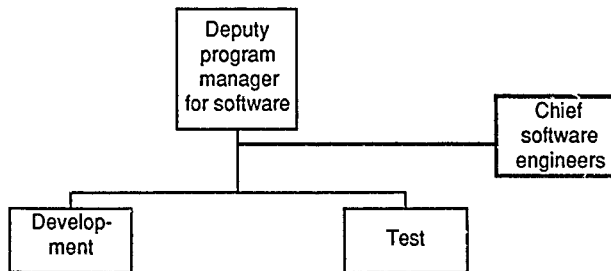 Deputy
program
manager
for software
Chief
software
engineers
Develop-
ment
Test